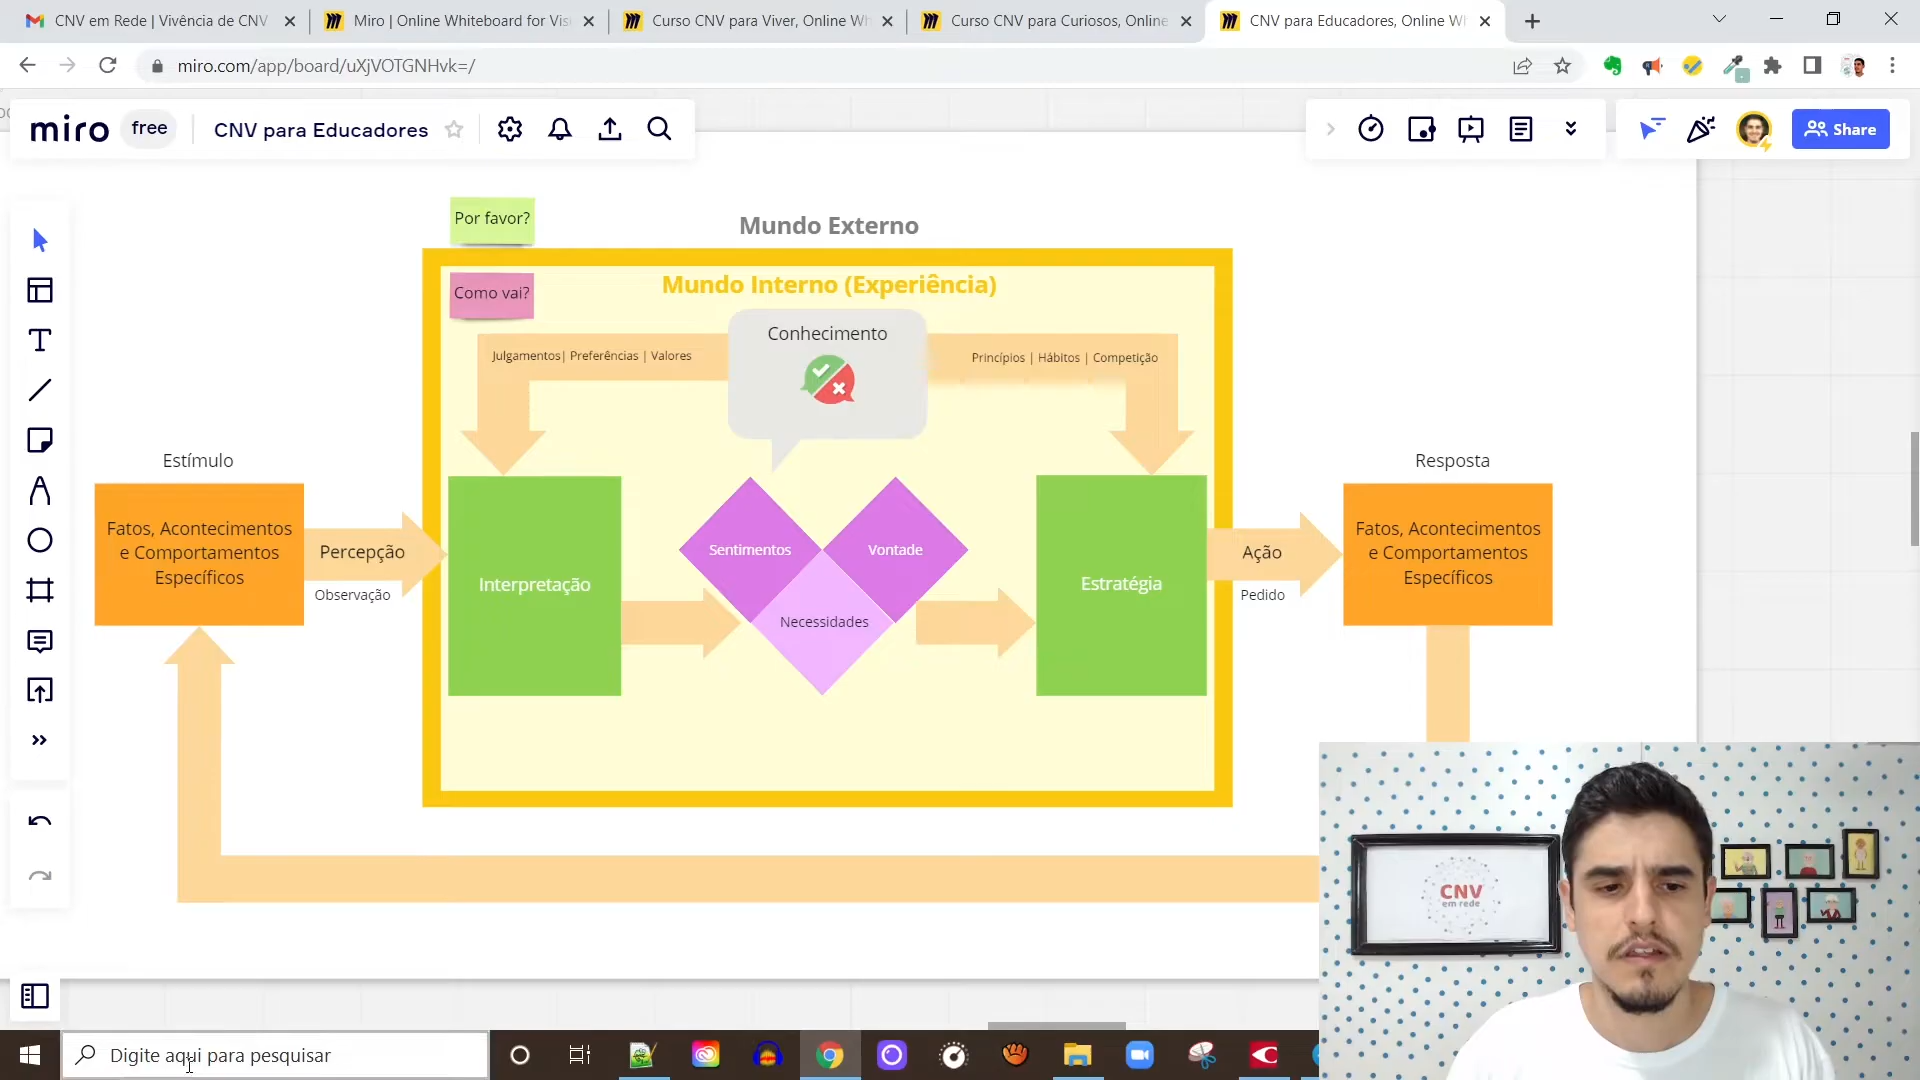 CNV em Rede | Vivência de CNV
Miro | Online Whiteboard for Vis
Curso CNV para Viver, Online Wh
Curso CNV para Curiosos, Online
CNV para Educadores, Online Wh
miro.com/app/board/uXjVOTGNHvk=/
miro
free
CNV para Educadores
Share
Por favor?
Mundo Externo
Como vai?
Mundo Interno (Experiência)
Conhecimento
Julgamentos| Preferências | Valores
Princípios | Hábitos | Competição
Estímulo
Resposta
Fatos, Acontecimentos
e Comportamentos
Específicos
Percepção
Observação
Interpretação
Sentimentos
Vontade
Necessidades
Estratégia
Ação
Pedido
Fatos, Acontecimentos
e Comportamentos
Específicos
CNV
em rede
Digite aqui para pesquisar